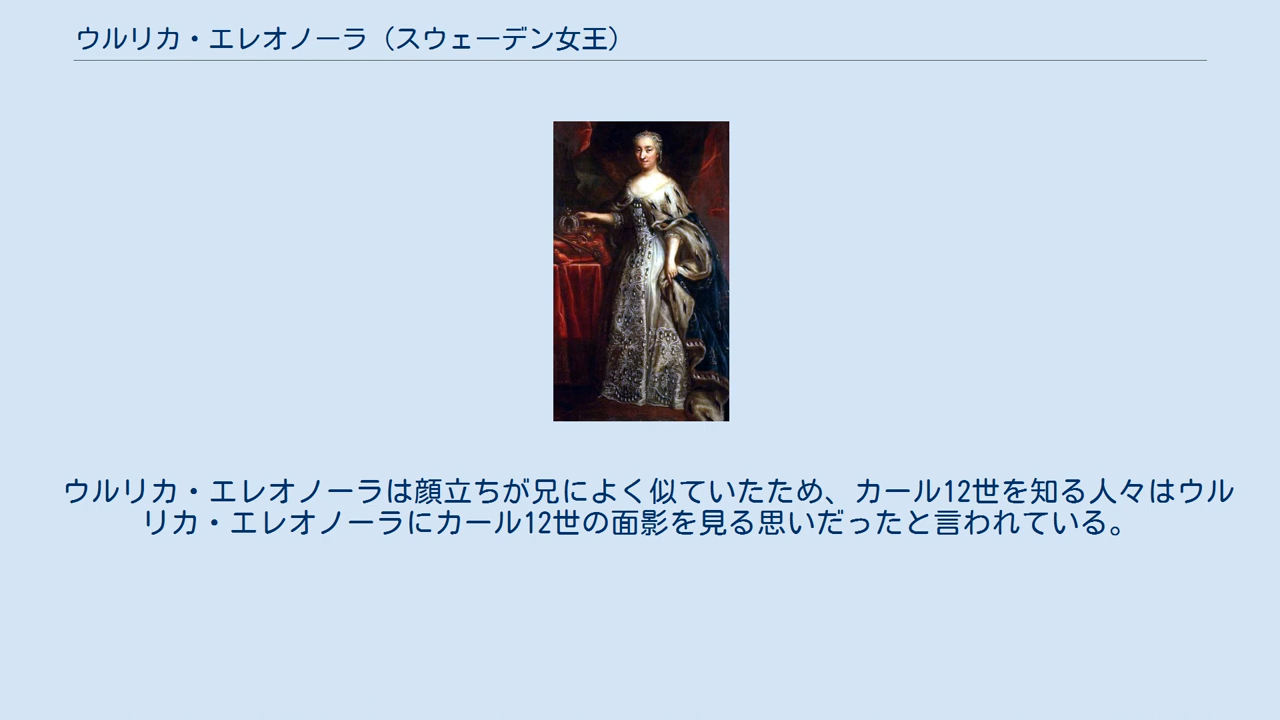 ウルリカ・エレオノーラ（スウェーデン女王）
ウルリカ・エレオノーラは顔立ちが兄によく似ていたため、カール12世を知る人々はウル
リカ・エレオノーラにカール12世の面影を見る思いだったと言われている。